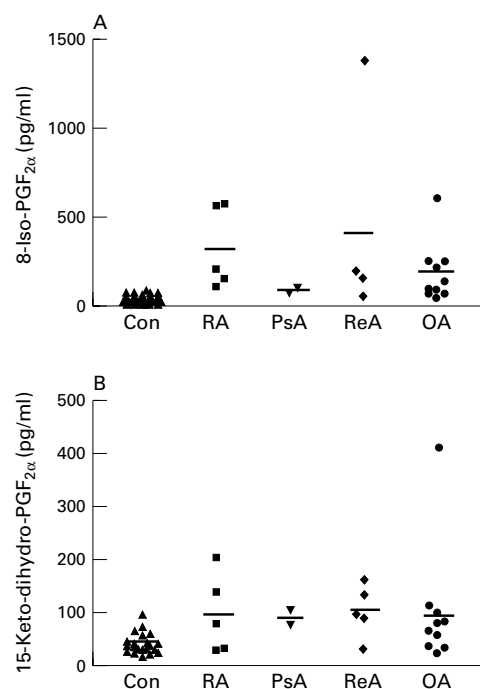 A
8-Iso-PGF2α (pg/ml)
1500
1000
500
0
Con RA PsA ReA OA
B
15-Keto-dihydro-PGF2α (pg/ml)
500
400
300
200
100
0
Con RA PsA ReA OA